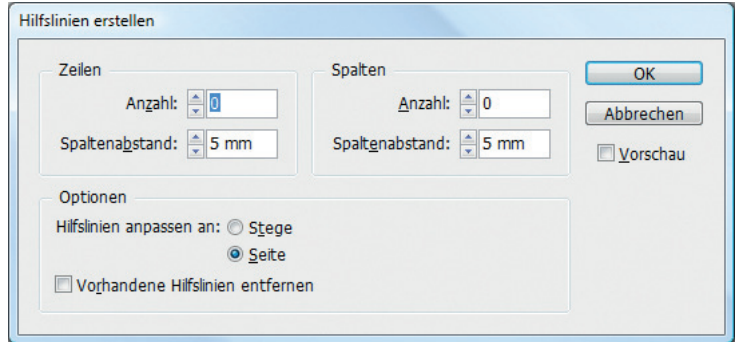 Hilfslinien erstellen
Zeilen
Anzahl: 0
Spaltenabstand: 5 mm
Spalten
Anzahl: 0
Spaltenabstand: 5 mm
OK
Abbrechen
Vorschau
Optionen
Hilfslinien anpassen an: Stege
Seite
Vorhandene Hilfslinien entfernen